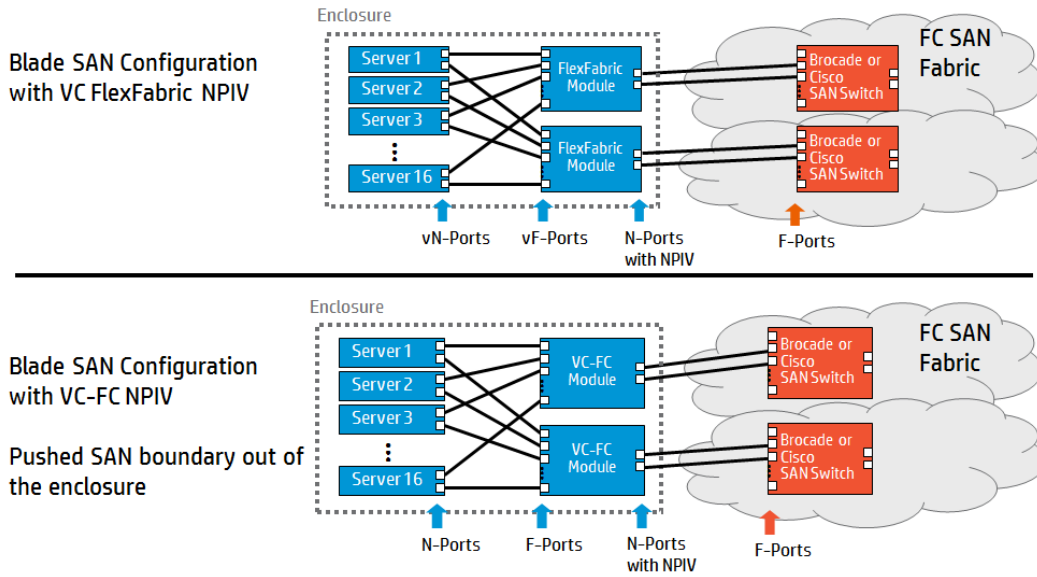 Enclosure
Blade SAN Configuration
with VC FlexFabric NPIV
Server 1
Server 2
Server 3
Server 16
FlexFabric
Module
FlexFabric
Module
Brocade or
Cisco
SAN Switch
Brocade or
Cisco
SAN Switch
FC SAN
Fabric
vN-Ports
vF-Ports
N-Ports
with NPIV
F-Ports
Enclosure
Blade SAN Configuration
with VC-FC NPIV
Pushed SAN boundary out of
the enclosure
Server 1
Server 2
Server 3
Server 16
VC-FC
Module
VC-FC
Module
Brocade or
Cisco
SAN Switch
Brocade or
Cisco
SAN Switch
FC SAN
Fabric
N-Ports
F-Ports
N-Ports
with NPIV
F-Ports